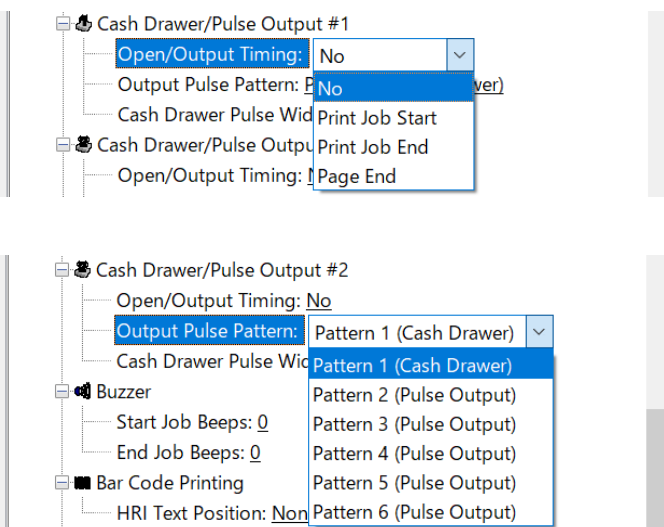 Cash Drawer/Pulse Output #1
Open/Output Timing: No
No
Output Pulse Pattern: P ver)
Print Job Start
Cash Drawer Pulse Wid
Print Job End
Cash Drawer/Pulse Outpu
Page End
Open/Output Timing:
Cash Drawer/Pulse Output #2
Open/Output Timing: No
Output Pulse Pattern: Pattern 1 (Cash Drawer)
Cash Drawer Pulse Wid
Pattern 1 (Cash Drawer)
Buzzer
Pattern 2 (Pulse Output)
Start Job Beeps: 0
Pattern 3 (Pulse Output)
End Job Beeps: 0
Pattern 4 (Pulse Output)
Bar Code Printing
Pattern 5 (Pulse Output)
HRI Text Position: Non
Pattern 6 (Pulse Output)